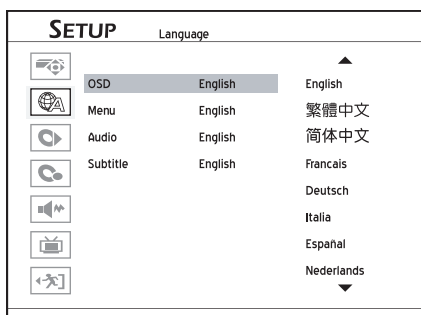 SETUP Language
OSD English
Menu English
Audio English
Subtitle English
English
繁體中文
简体中文
Francais
Deutsch
Italia
Español
Nederlands